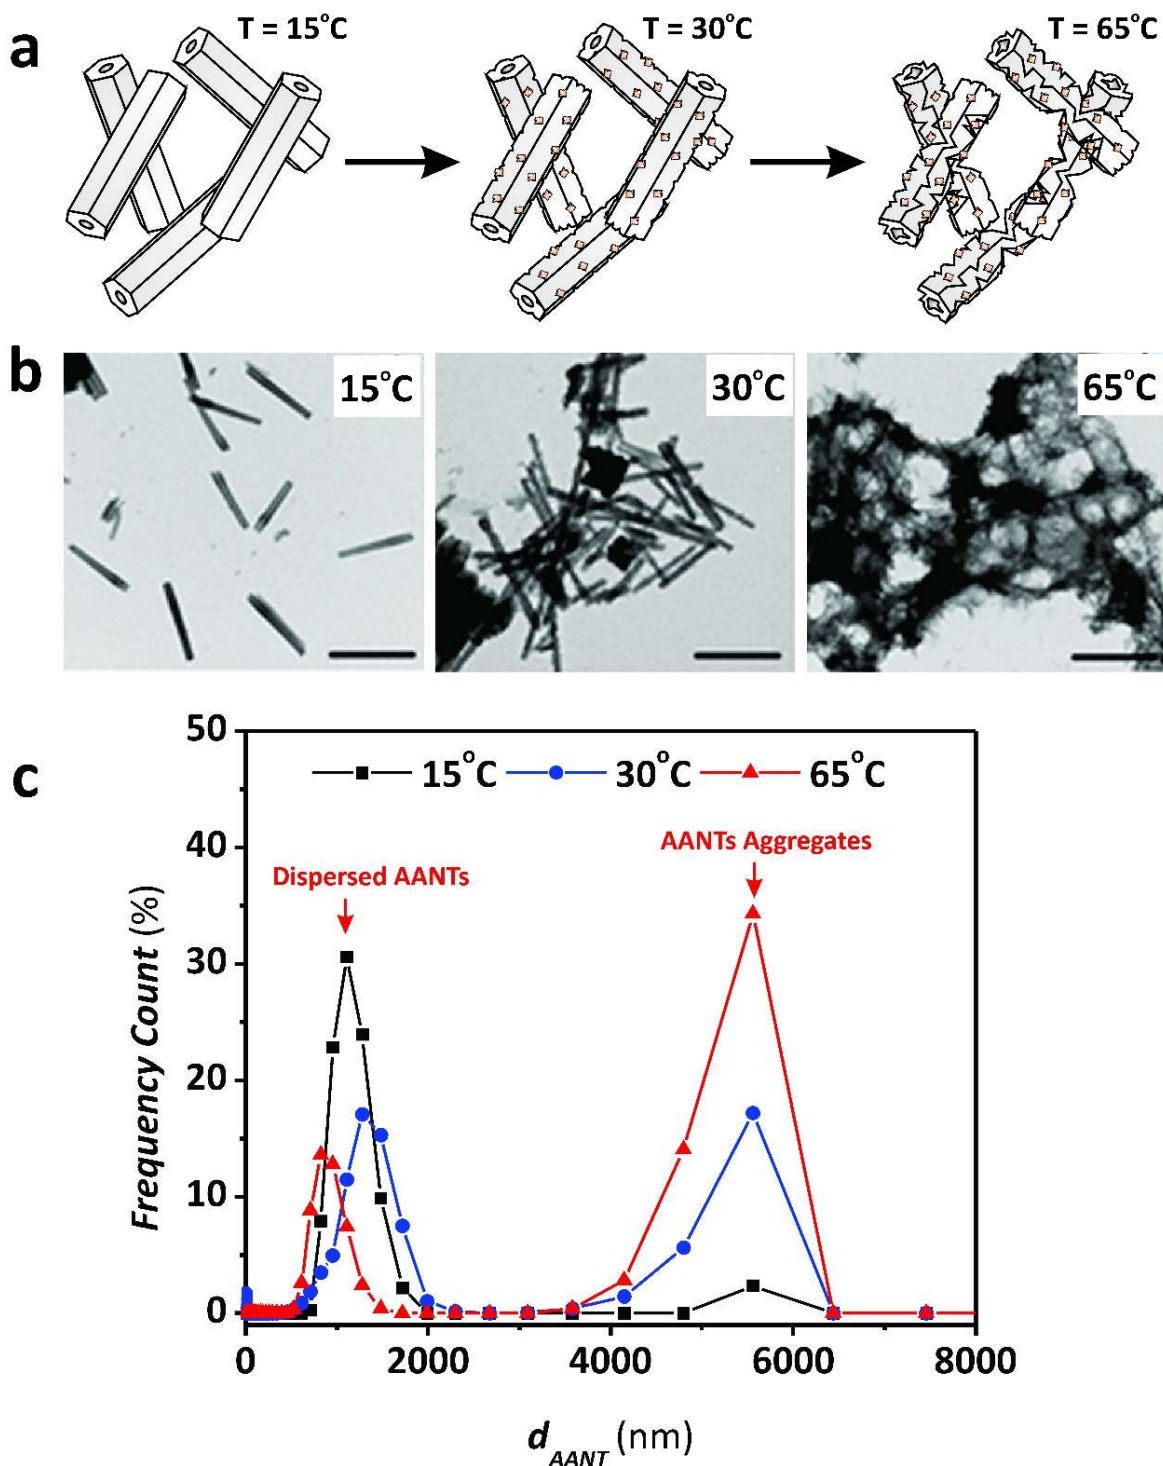 a
T = 15°C
T = 30°C
T = 65°C
b
15°C
30°C
65°C
c
15°C
30°C
65°C
Dispersed AANTs
AANTs Aggregates
Frequency Count (%)
50
40
30
20
10
0
0
2000
4000
6000
8000
d_AANT (nm)